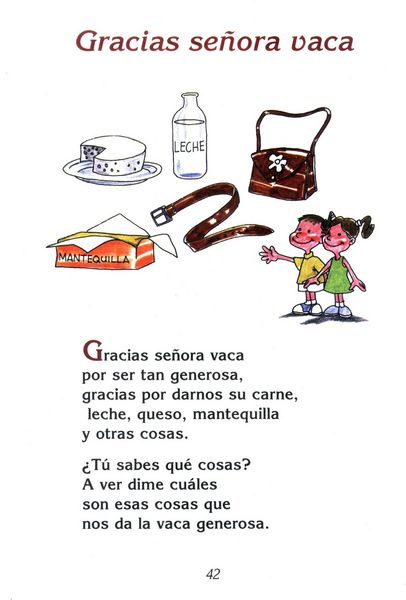 Gracias señora vaca
LECHE
MANTEQUILLA
Gracias señora vaca
por ser tan generosa,
gracias por darnos su carne,
leche, queso, mantequilla
y otras cosas.
¿Tú sabes qué cosas?
A ver dime cuáles
son esas cosas que
nos da la vaca generosa.
42